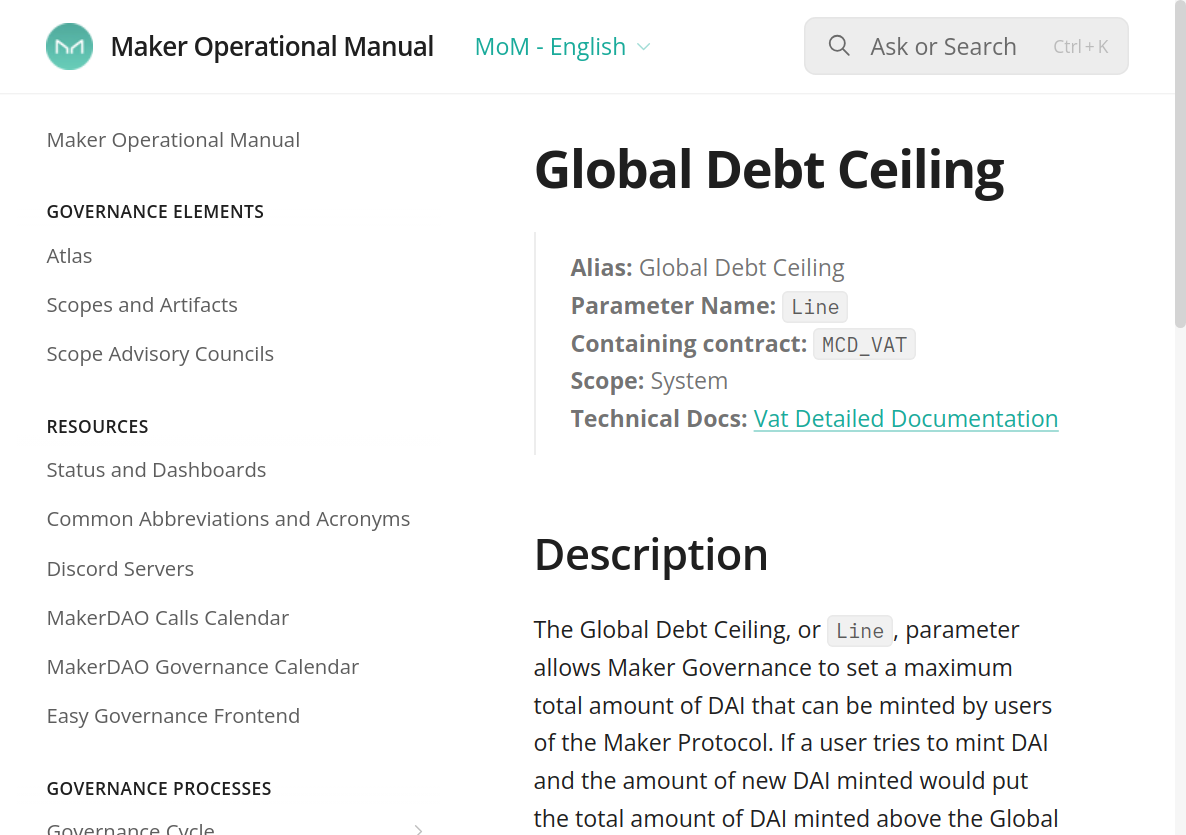 Maker Operational Manual
MoM - English
Ask or Search
Ctrl + K
Maker Operational Manual
GOVERNANCE ELEMENTS
Atlas
Scopes and Artifacts
Scope Advisory Councils
RESOURCES
Status and Dashboards
Common Abbreviations and Acronyms
Discord Servers
MakerDAO Calls Calendar
MakerDAO Governance Calendar
Easy Governance Frontend
GOVERNANCE PROCESSES
Governance Cycle
Global Debt Ceiling
Alias: Global Debt Ceiling
Parameter Name: Line
Containing contract: MCD_VAT
Scope: System
Technical Docs: Vat Detailed Documentation
Description
The Global Debt Ceiling, or Line, parameter
allows Maker Governance to set a maximum
total amount of DAI that can be minted by users
of the Maker Protocol. If a user tries to mint DAI
and the amount of new DAI minted would put
the total amount of DAI minted above the Global